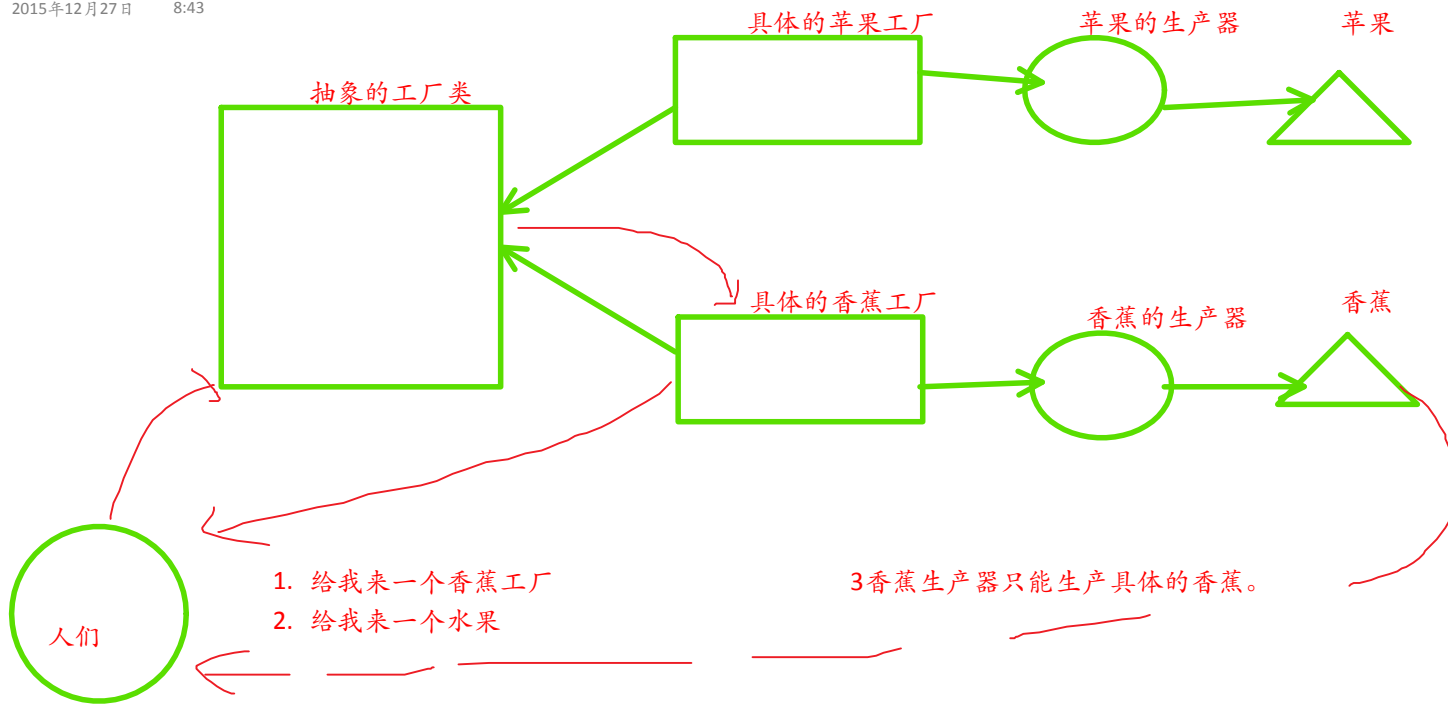 2015年12月27日 8:43
具体的苹果工厂 苹果的生产器 苹果
抽象的工厂类
具体的香蕉工厂 香蕉的生产器 香蕉
1. 给我来一个香蕉工厂 3香蕉生产器只能生产具体的香蕉。
2. 给我来一个水果
人们